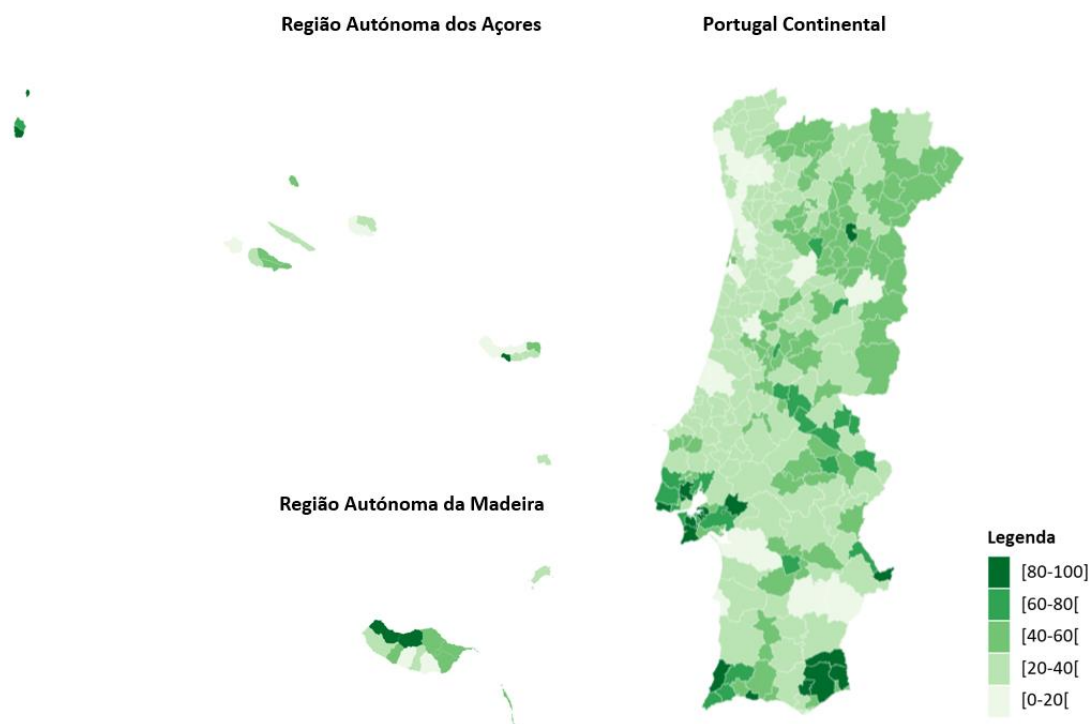 Região Autónoma dos Açores
Portugal Continental
Região Autónoma da Madeira
Legenda
[80-100]
[60-80[
[40-60[
[20-40[
[0-20[